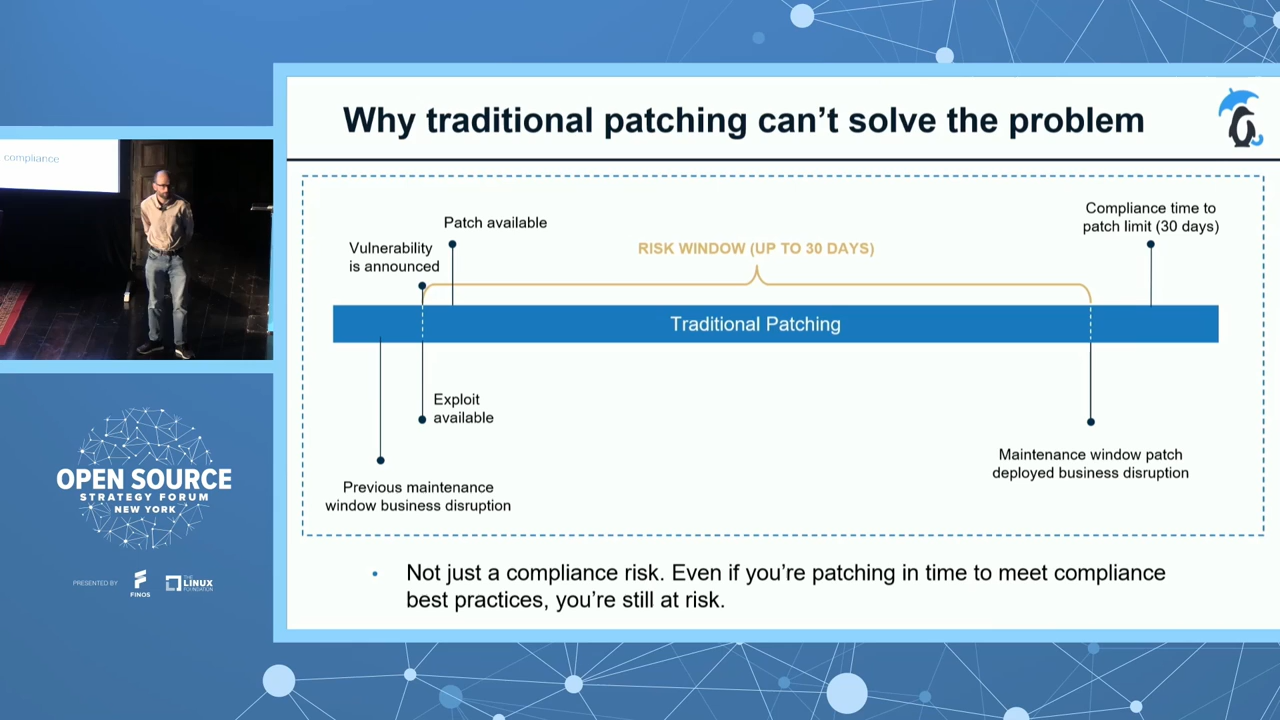 Why traditional patching can't solve the problem
compliance
Patch available
Vulnerability
is announced
RISK WINDOW (UP TO 30 DAYS)
Compliance time to
patch limit (30 days)
Traditional Patching
Exploit
available
Previous maintenance
window business disruption
Maintenance window patch
deployed business disruption
• Not just a compliance risk. Even if you're patching in time to meet compliance
best practices, you're still at risk.
OPEN SOURCE
STRATEGY FORUM
NEW YORK
PRESENTED BY
FINOS
THE
LINUX
FOUNDATION